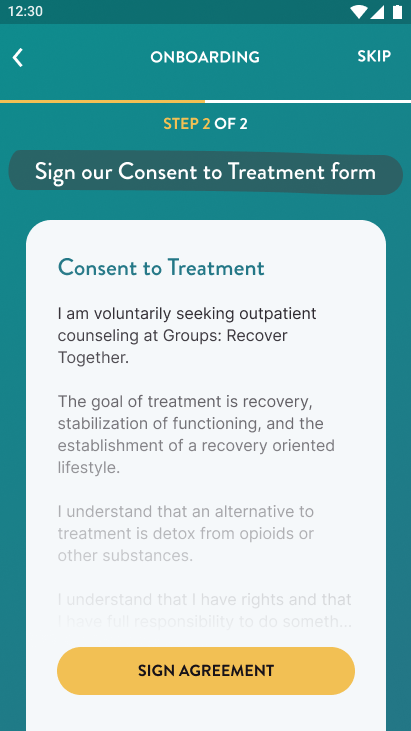 12:30
ONBOARDING
SKIP
STEP 2 OF 2
Sign our Consent to Treatment form
Consent to Treatment
I am voluntarily seeking outpatient
counseling at Groups: Recover
Together.
The goal of treatment is recovery,
stabilization of functioning, and the
establishment of a recovery oriented
lifestyle.
I understand that an alternative to
treatment is detox from opioids or
other substances.
I understand that I have rights and that
I have full responsibility to do someth...
SIGN AGREEMENT